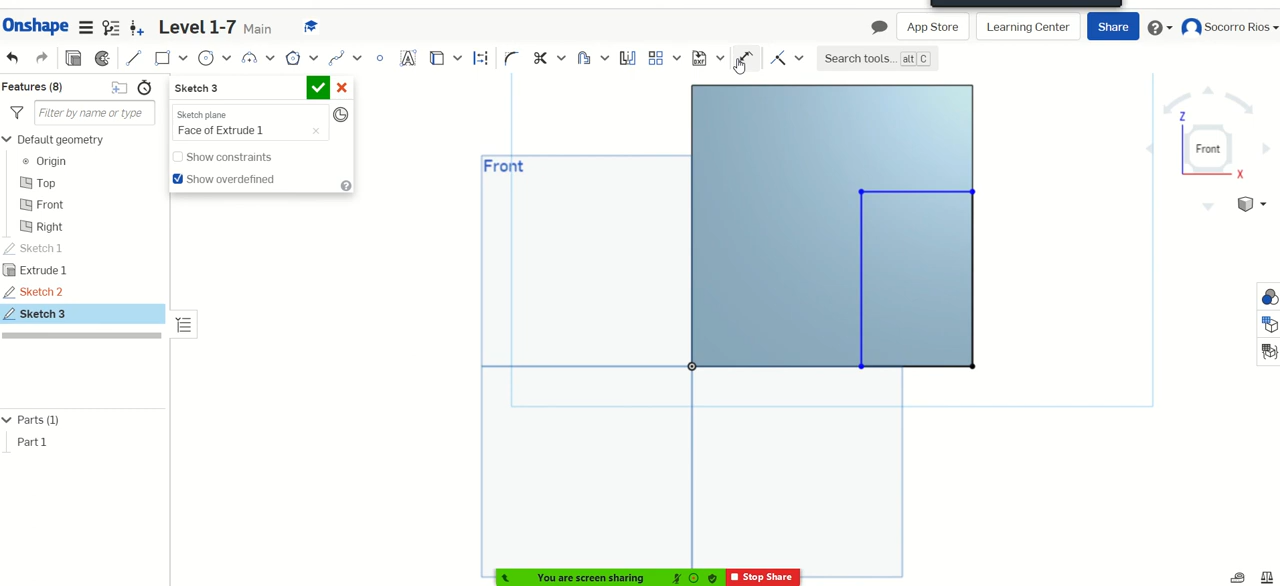 Onshape
Level 1-7 Main
App Store
Learning Center
Share
Socorro Rios
Search tools... alt C
Features (8)
Filter by name or type
Default geometry
Origin
Top
Front
Right
Sketch 1
Extrude 1
Sketch 2
Sketch 3
Parts (1)
Part 1
Sketch 3
Sketch plane
Face of Extrude 1
Show constraints
Show overdefined
Front
Z
Front
X
You are screen sharing
Stop Share